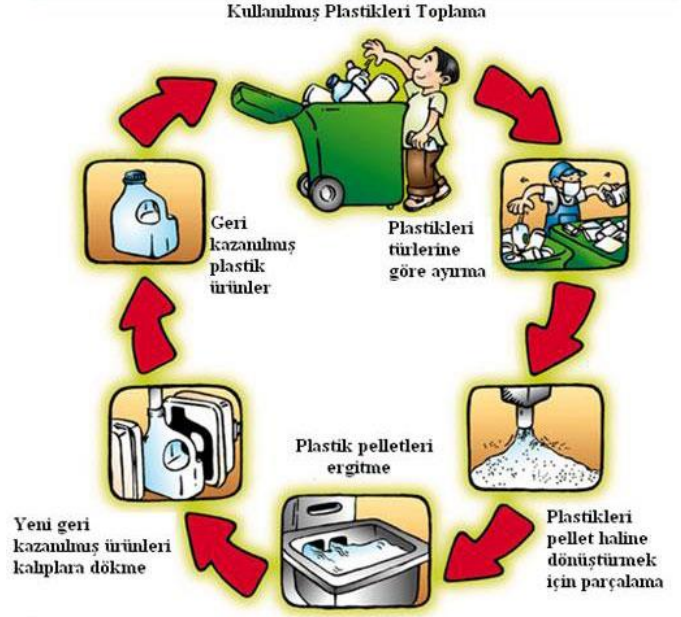 Kullanılmış Plastikleri Toplama
Plastikleri
türlerine
göre ayırma
Plastikleri
pellet haline
dönüştürmek
için parçalama
Plastik pelletleri
ergitme
Yeni geri
kazanılmış ürünleri
kalıplara dökme
Geri
kazanılmış
plastik
ürünler